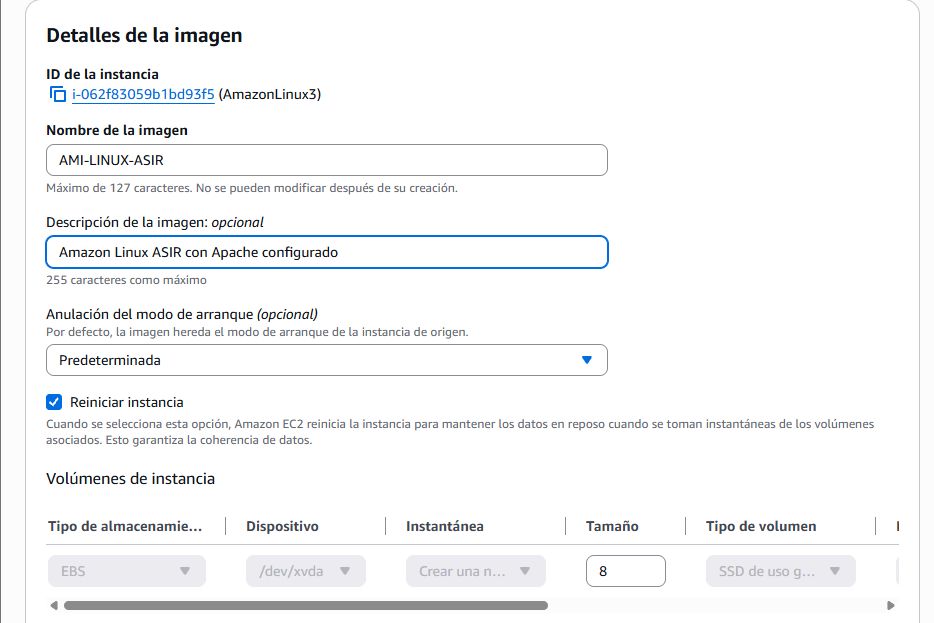 Detalles de la imagen
ID de la instancia
i-062f83059b1bd93f5 (AmazonLinux3)
Nombre de la imagen
AMI-LINUX-ASIR
Máximo de 127 caracteres. No se pueden modificar después de su creación.
Descripción de la imagen: opcional
Amazon Linux ASIR con Apache configurado
255 caracteres como máximo
Anulación del modo de arranque (opcional)
Por defecto, la imagen hereda el modo de arranque de la instancia de origen.
Predeterminada
Reiniciar instancia
Cuando se selecciona esta opción, Amazon EC2 reinicia la instancia para mantener los datos en reposo cuando se toman instantáneas de los volúmenes
asociados. Esto garantiza la coherencia de datos.
Volúmenes de instancia
Tipo de almacenamie... Dispositivo Instantánea Tamaño Tipo de volumen
EBS /dev/xvda Crear una n... 8 SSD de uso g...